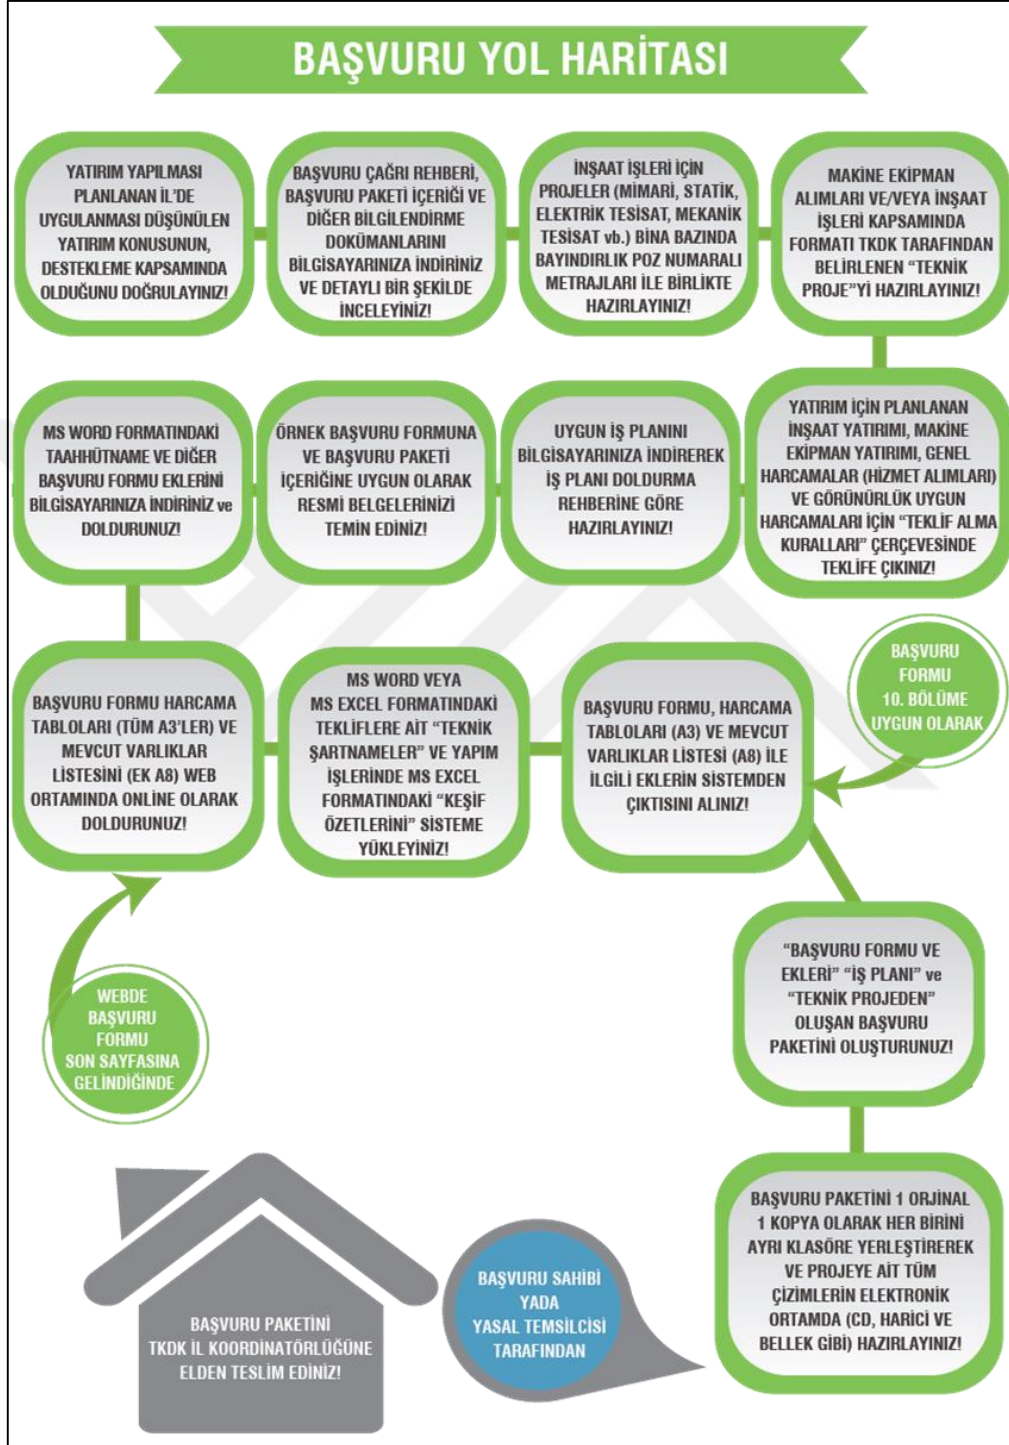 BAŞVURU YOL HARİTASI
YATIRIM YAPILMASI
PLANLANAN İL'DE
UYGULANMASI DÜŞÜNÜLEN
YATIRIM KONUSUNUN,
DESTEKLEME KAPSAMINDA
OLDUĞUNU DOĞRULAYINIZ!
BAŞVURU ÇAĞRI REHBERİ,
BAŞVURU PAKETİ İÇERİĞİ VE
DİĞER BİLGİLENDİRME
DOKÜMANLARINI
BİLGİSAYARINIZA İNDİRİNİZ
VE DETAYLI BİR ŞEKİLDE
İNCELEYİNİZ!
İNŞAAT İŞLERİ İÇİN
PROJELER (MİMARİ, STATİK,
ELEKTRİK TESİSAT, MEKANİK
TESİSAT vb.) BİNA BAZINDA
BAYINDIRLIK POZ NUMARALI
METRAJLARI İLE BİRLİKTE
HAZIRLAYINIZ!
MAKİNE EKİPMAN
ALIMLARI VE/VEYA İNŞAAT
İŞLERİ KAPSAMINDA
FORMATI TKDK TARAFINDAN
BELİRLENEN “TEKNİK
PROJE”Yİ HAZIRLAYINIZ!
YATIRIM İÇİN PLANLANAN
İNŞAAT YATIRIMI, MAKİNE
EKİPMAN YATIRIMI, GENEL
HARCAMALAR (HİZMET ALIMLARI)
VE GÖRÜNÜRLÜK UYGUN
HARCAMALARI İÇİN “TEKLİF ALMA
KURALLARI” ÇERÇEVESİNDE
TEKLİFE ÇIKINIZ!
UYGUN İŞ PLANINI
BİLGİSAYARINIZA İNDİREREK
İŞ PLANI DOLDURMA
REHBERİNE GÖRE
HAZIRLAYINIZ!
ÖRNEK BAŞVURU FORMUNA
VE BAŞVURU PAKETİ
İÇERİĞİNE UYGUN OLARAK
RESMİ BELGELERİNİZİ
TEMİN EDİNİZ!
MS WORD FORMATINDAKİ
TAAHHÜTNAME VE DİĞER
BAŞVURU FORMU EKLERİNİ
BİLGİSAYARINIZA İNDİRİNİZ ve
DOLDURUNUZ!
BAŞVURU FORMU HARCAMA
TABLOLARI (TÜM A3'LER) VE
MEVCUT VARLIKLAR
LİSTESİNİ (EK A8) WEB
ORTAMINDA ONLINE OLARAK
DOLDURUNUZ!
WEBDE
BAŞVURU
FORMU
SON SAYFASINA
GELİNDİĞİNDE
MS WORD VEYA
MS EXCEL FORMATINDAKİ
TEKLİFLERE AİT “TEKNİK
ŞARTNAMELER” VE YAPIM
İŞLERİNDE MS EXCEL
FORMATINDAKİ “KEŞİF
ÖZETLERİNİ” SİSTEME
YÜKLEYİNİZ!
BAŞVURU FORMU, HARCAMA
TABLOLARI (A3) VE MEVCUT
VARLIKLAR LİSTESİ (A8) İLE
İLGİLİ EKLERİN SİSTEMDEN
ÇIKTISINI ALINIZ!
BAŞVURU
FORMU
10. BÖLÜME
UYGUN OLARAK
“BAŞVURU FORMU VE
EKLERİ” “İŞ PLANI” ve
“TEKNİK PROJEDEN”
OLUŞAN BAŞVURU
PAKETİNİ OLUŞTURUNUZ!
BAŞVURU PAKETİNİ 1 ORJİNAL
1 KOPYA OLARAK HER BİRİNİ
AYRI KLASÖRE YERLEŞTİREREK
VE PROJEYE AİT TÜM
ÇİZİMLERİN ELEKTRONİK
ORTAMDA (CD, HARİCİ VE
BELLEK GİBİ) HAZIRLAYINIZ!
BAŞVURU SAHİBİ
YADA
YASAL TEMSİLCİSİ
TARAFINDAN
BAŞVURU PAKETİNİ
TKDK İL KOORDİNATÖRLÜĞÜNE
ELDEN TESLİM EDİNİZ!